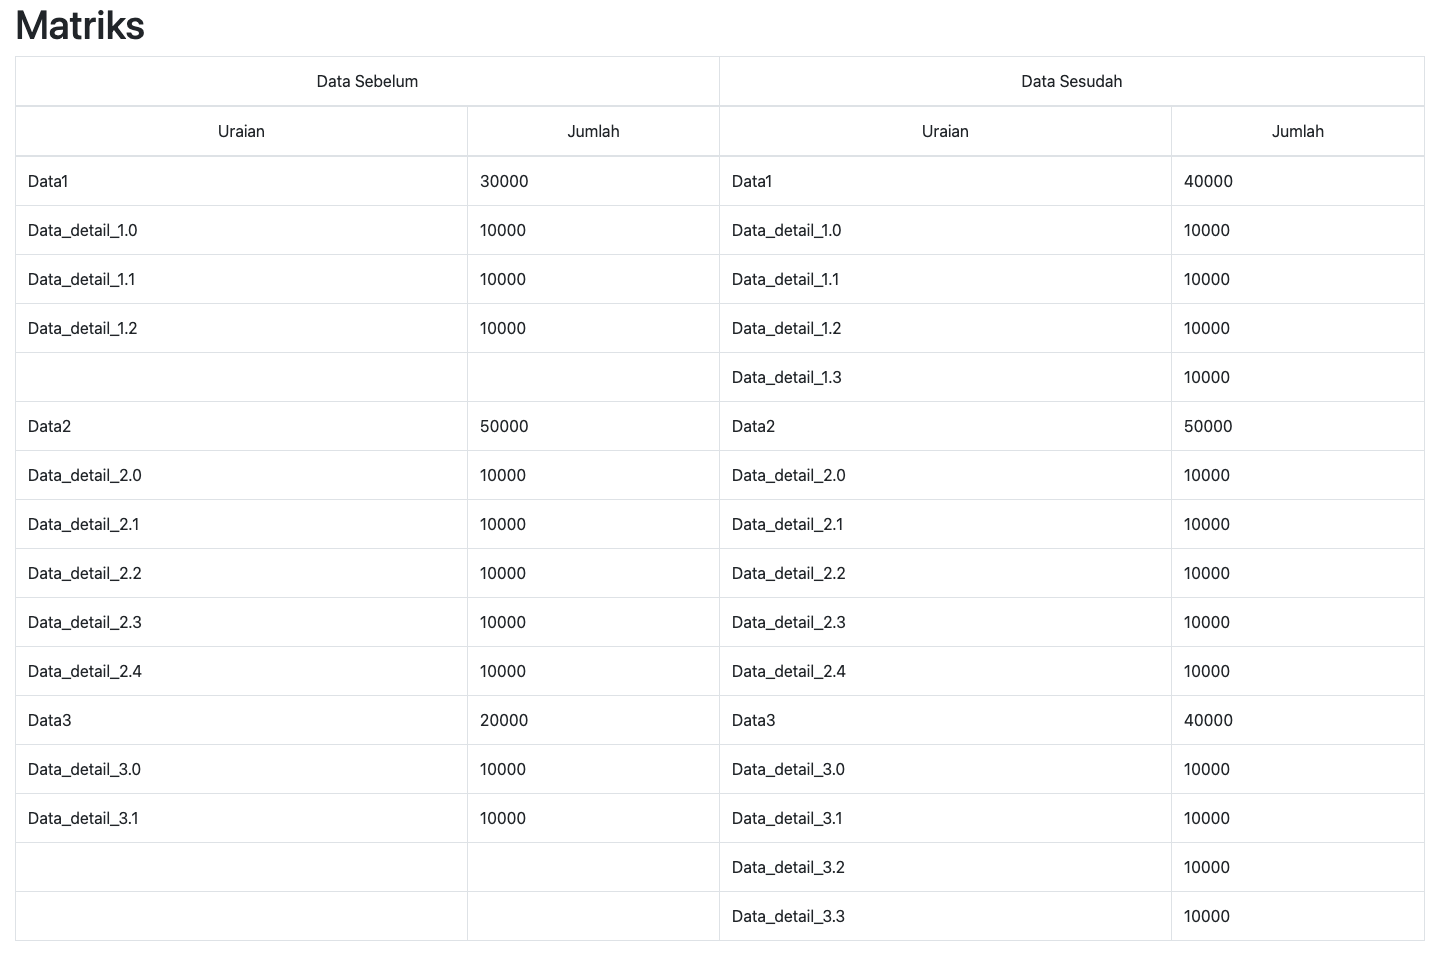 Matriks
Data Sebelum Data Sesudah
Uraian Jumlah Uraian Jumlah
Data1 30000 Data1 40000
Data_detail_1.0 10000 Data_detail_1.0 10000
Data_detail_1.1 10000 Data_detail_1.1 10000
Data_detail_1.2 10000 Data_detail_1.2 10000
Data_detail_1.3 10000
Data2 50000 Data2 50000
Data_detail_2.0 10000 Data_detail_2.0 10000
Data_detail_2.1 10000 Data_detail_2.1 10000
Data_detail_2.2 10000 Data_detail_2.2 10000
Data_detail_2.3 10000 Data_detail_2.3 10000
Data_detail_2.4 10000 Data_detail_2.4 10000
Data3 20000 Data3 40000
Data_detail_3.0 10000 Data_detail_3.0 10000
Data_detail_3.1 10000 Data_detail_3.1 10000
Data_detail_3.2 10000
Data_detail_3.3 10000